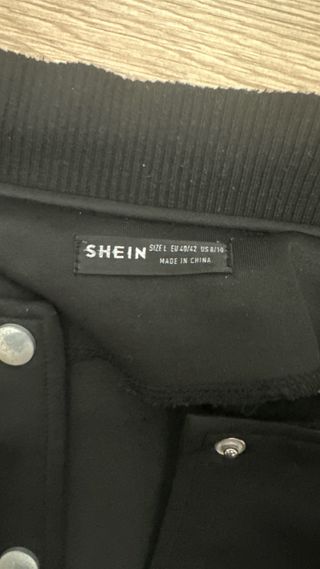 SHEIN SIZE L EU 40/42 US 8/10
MADE IN CHINA